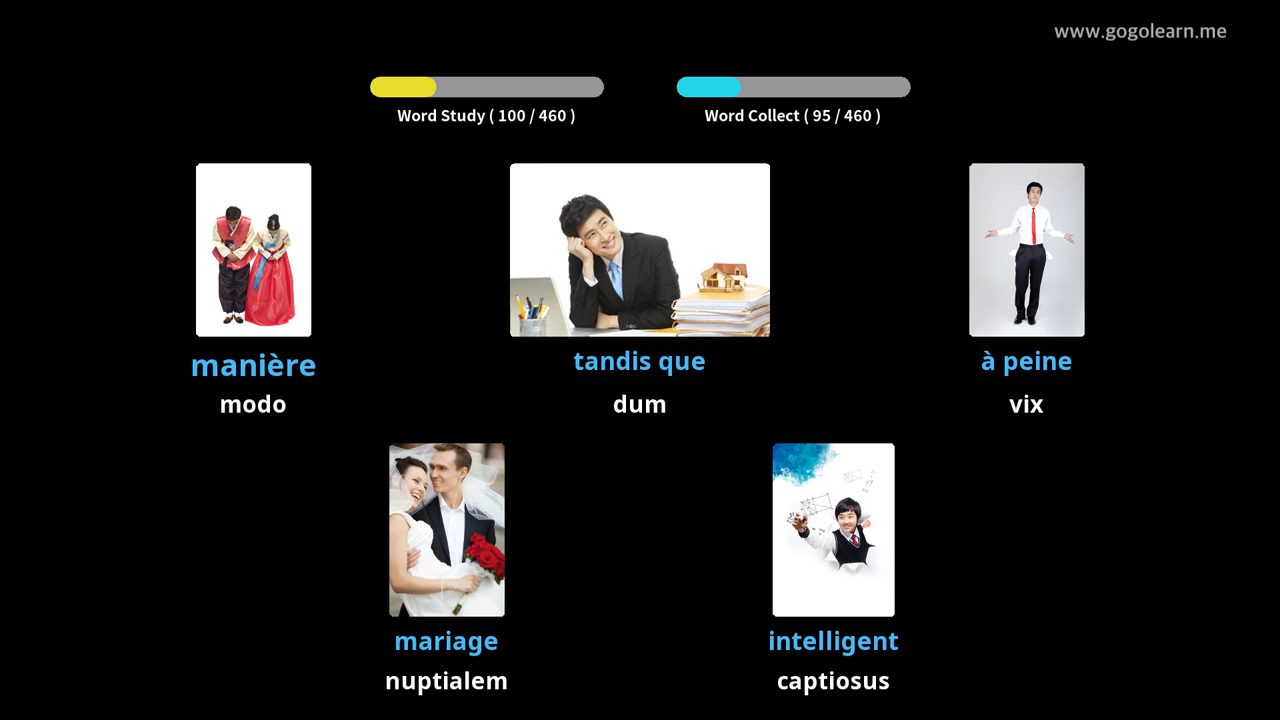 www.gogolearn.me
Word Study ( 100 / 460 )
Word Collect ( 95 / 460 )
manière
modo
tandis que
dum
à peine
vix
mariage
nuptialem
intelligent
captiosus